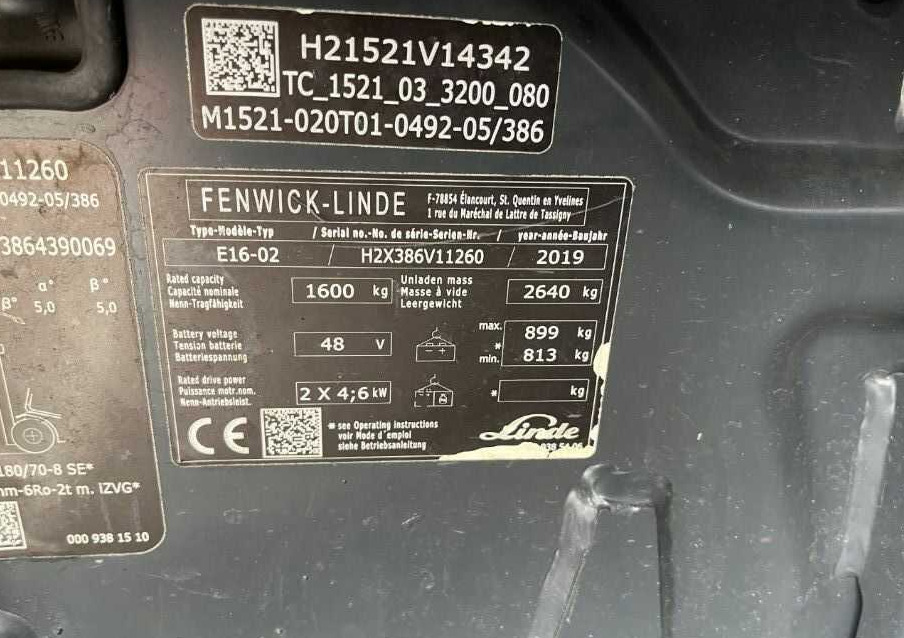 H21521V14342
TC_1521_03_3200_080
M1521-020T01-0492-05/386
11260
0492-05/386
3864390069
α° β°
β° 5,0 5,0
180/70-8 SE*
nm-6Ro-2t m. IZVG*
000 938 15 10
FENWICK-LINDE
F-78854 Élancourt, St. Quentin en Yvelines
1 rue du Maréchal de Lattre de Tassigny
Type-Modèle-Typ / Serial no.-No. de série-Serien-Nr. / year-année-Baujahr
E16-02 / H2X386V11260 / 2019
Rated capacity
Capacité nominale
Nenn-Tragfähigkeit
1600 kg
Unladen mass
Masse à vide
Leergewicht
2640 kg
Battery voltage
Tension batterie
Batteriespannung
48 V
- +
max. 899 kg
*
min. 813 kg
Rated drive power
Puissance motr.nom.
Nenn-Antriebsleist.
2 X 4;6 kW
* kg
CE
* see Operating instructions
voir Mode d'emploi
siehe Betriebsanleitung
Linde